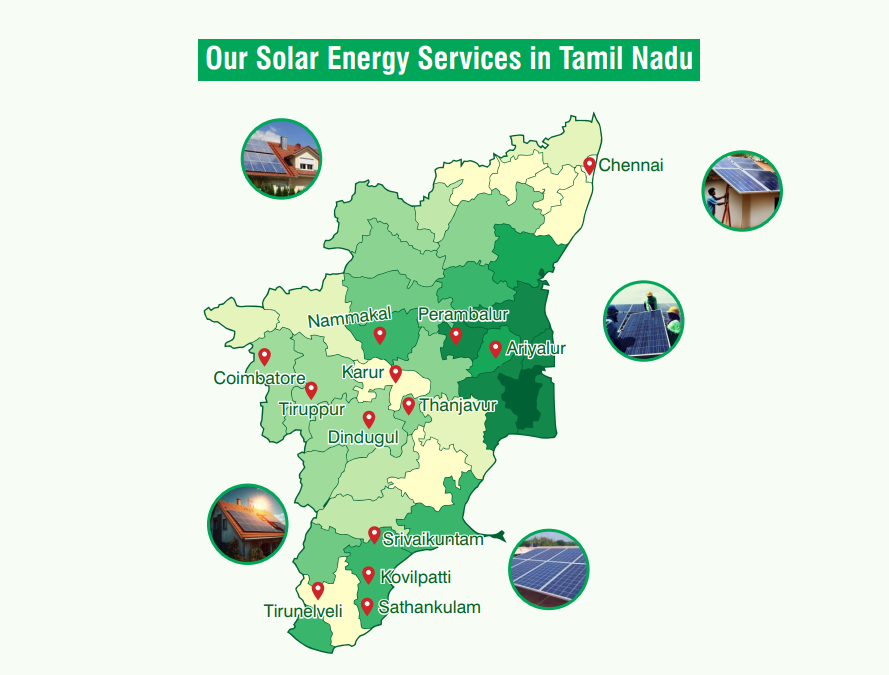 Our Solar Energy Services in Tamil Nadu
Chennai
Nammakal
Perambalur
Ariyalur
Karur
Coimbatore
Tiruppur
Thanjavur
Dindugul
Srivaikuntam
Kovilpatti
Tirunelveli
Sathankulam